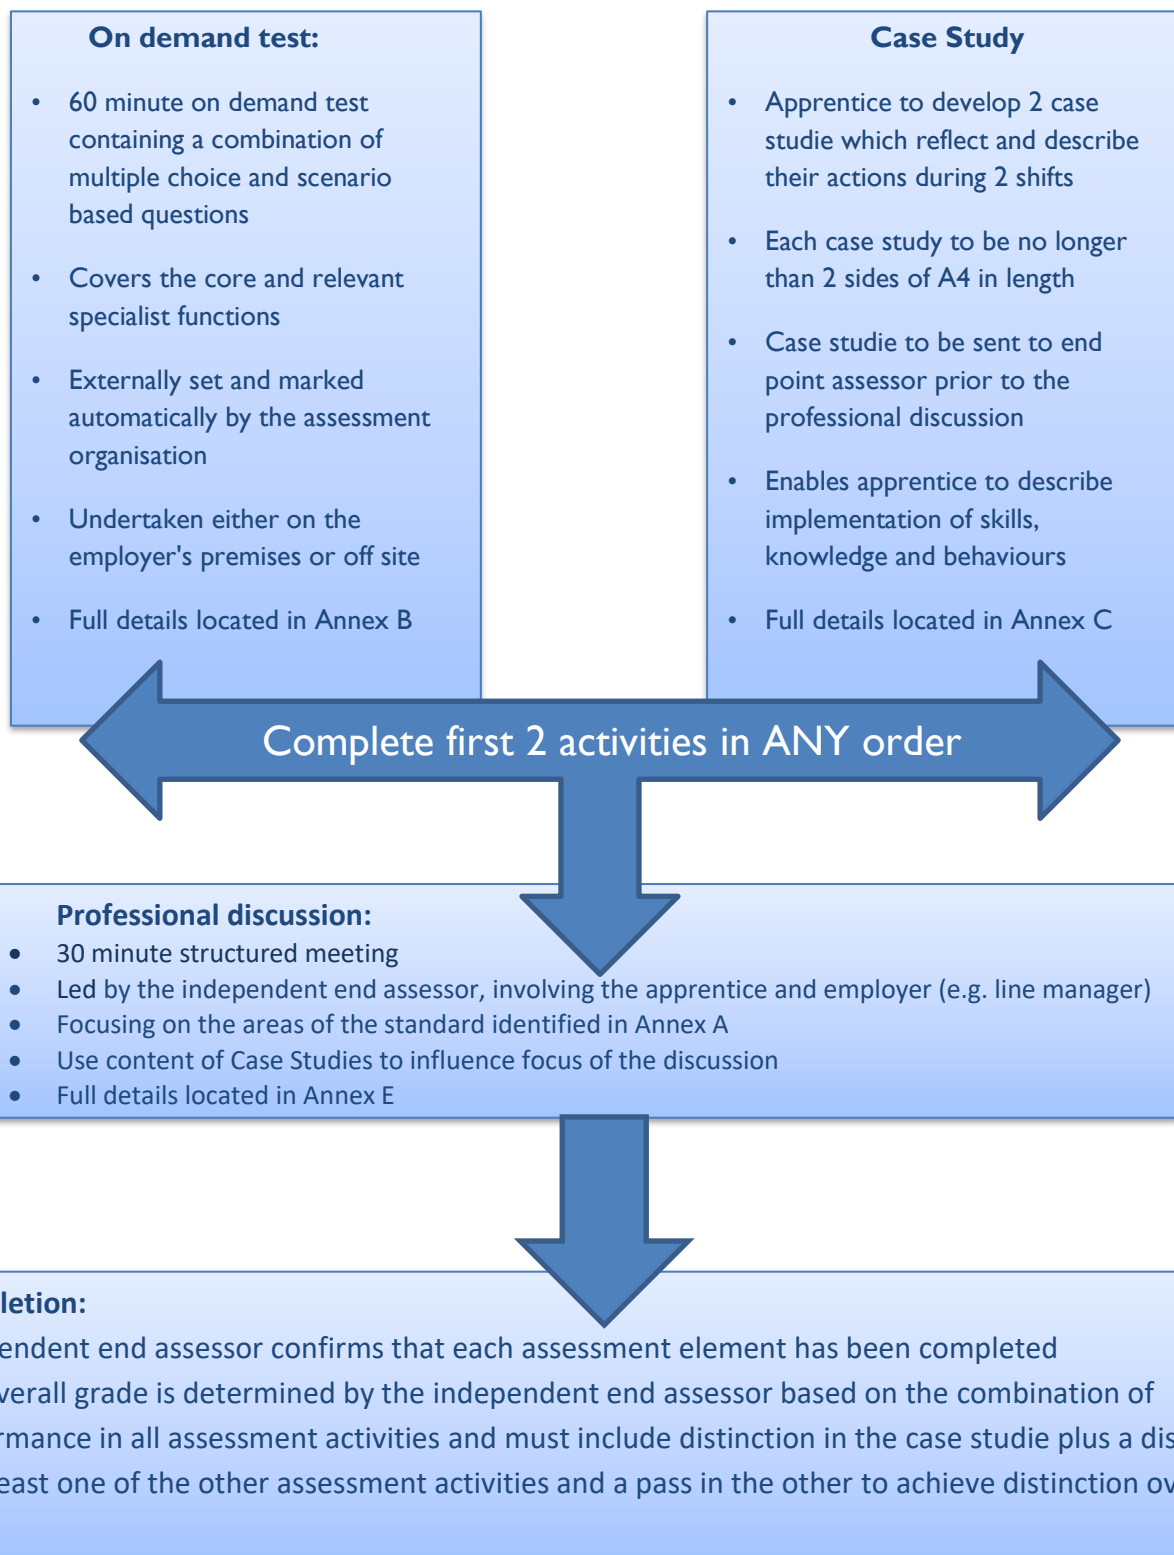 On demand test:
• 60 minute on demand test
containing a combination of
multiple choice and scenario
based questions
• Covers the core and relevant
specialist functions
• Externally set and marked
automatically by the assessment
organisation
• Undertaken either on the
employer's premises or off site
• Full details located in Annex B
Case Study
• Apprentice to develop 2 case
studie which reflect and describe
their actions during 2 shifts
• Each case study to be no longer
than 2 sides of A4 in length
• Case studie to be sent to end
point assessor prior to the
professional discussion
• Enables apprentice to describe
implementation of skills,
knowledge and behaviours
• Full details located in Annex C
Complete first 2 activities in ANY order
Professional discussion:
• 30 minute structured meeting
• Led by the independent end assessor, involving the apprentice and employer (e.g. line manager)
• Focusing on the areas of the standard identified in Annex A
• Use content of Case Studies to influence focus of the discussion
• Full details located in Annex E
letion:
endent end assessor confirms that each assessment element has been completed
verall grade is determined by the independent end assessor based on the combination of
rmance in all assessment activities and must include distinction in the case studie plus a dis
east one of the other assessment activities and a pass in the other to achieve distinction ov